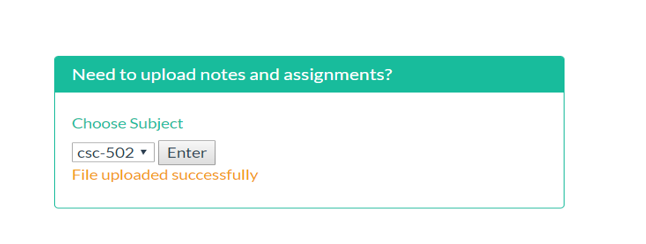 Need to upload notes and assignments?
Choose Subject
csc-502 Enter
File uploaded successfully